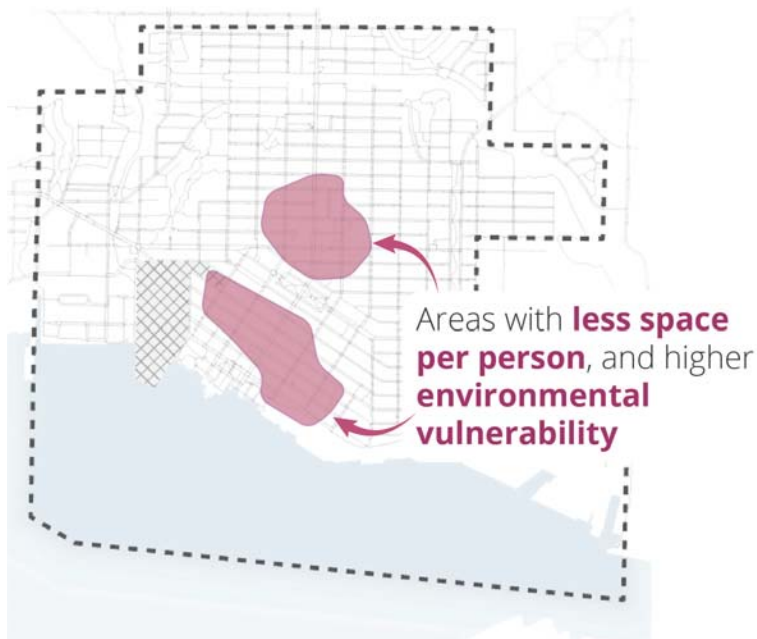 Areas with less space
per person, and higher
environmental
vulnerability